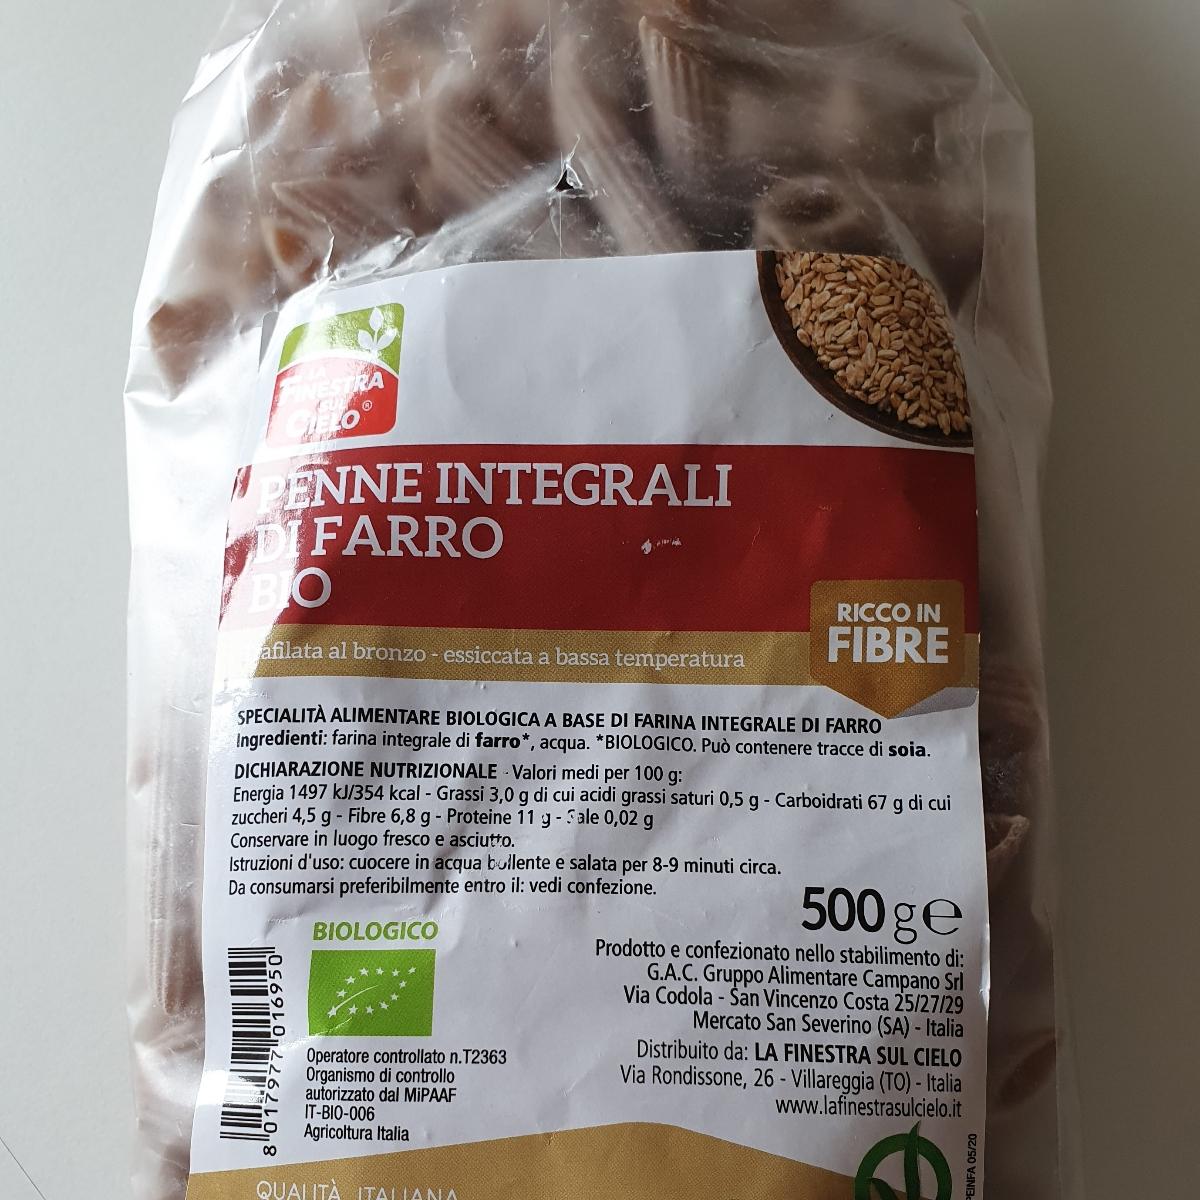 LA
FINESTRA
SUL
CIELO®
PENNE INTEGRALI
DI FARRO
BIO
afilata al bronzo - essiccata a bassa temperatura
RICCO IN
FIBRE
SPECIALITÀ ALIMENTARE BIOLOGICA A BASE DI FARINA INTEGRALE DI FARRO
Ingredienti: farina integrale di farro*, acqua. *BIOLOGICO. Può contenere tracce di soia.
DICHIARAZIONE NUTRIZIONALE - Valori medi per 100 g:
Energia 1497 kJ/354 kcal - Grassi 3,0 g di cui acidi grassi saturi 0,5 g - Carboidrati 67 g di cui
zuccheri 4,5 g - Fibre 6,8 g - Proteine 11 g - Sale 0,02 g
Conservare in luogo fresco e asciutto.
Istruzioni d'uso: cuocere in acqua bollente e salata per 8-9 minuti circa.
Da consumarsi preferibilmente entro il: vedi confezione.
500 g e
BIOLOGICO
8 017977 016950
Operatore controllato n.T2363
Organismo di controllo
autorizzato dal MiPAAF
IT-BIO-006
Agricoltura Italia
Prodotto e confezionato nello stabilimento di:
G.A.C. Gruppo Alimentare Campano Srl
Via Codola - San Vincenzo Costa 25/27/29
Mercato San Severino (SA) - Italia
Distribuito da: LA FINESTRA SUL CIELO
Via Rondissone, 26 - Villareggia (TO) - Italia
www.lafinestrasulcielo.it
PEINFA 05/20
QUALITÀ ITALIANA